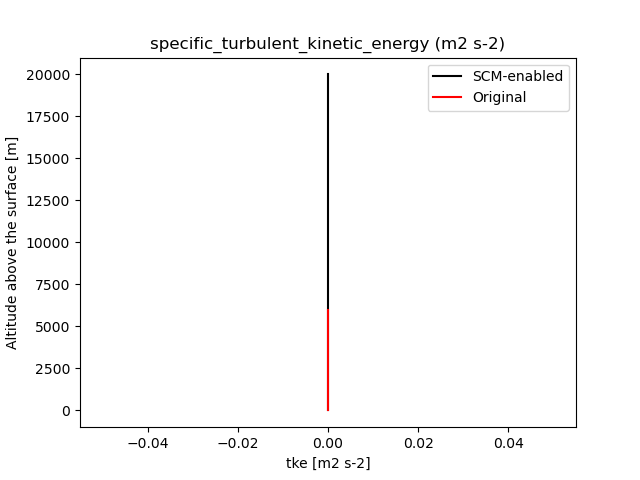 specific_turbulent_kinetic_energy (m2 s-2)
SCM-enabled
Original
Altitude above the surface [m]
20000
17500
15000
12500
10000
7500
5000
2500
0
−0.04
−0.02
0.00
0.02
0.04
tke [m2 s-2]